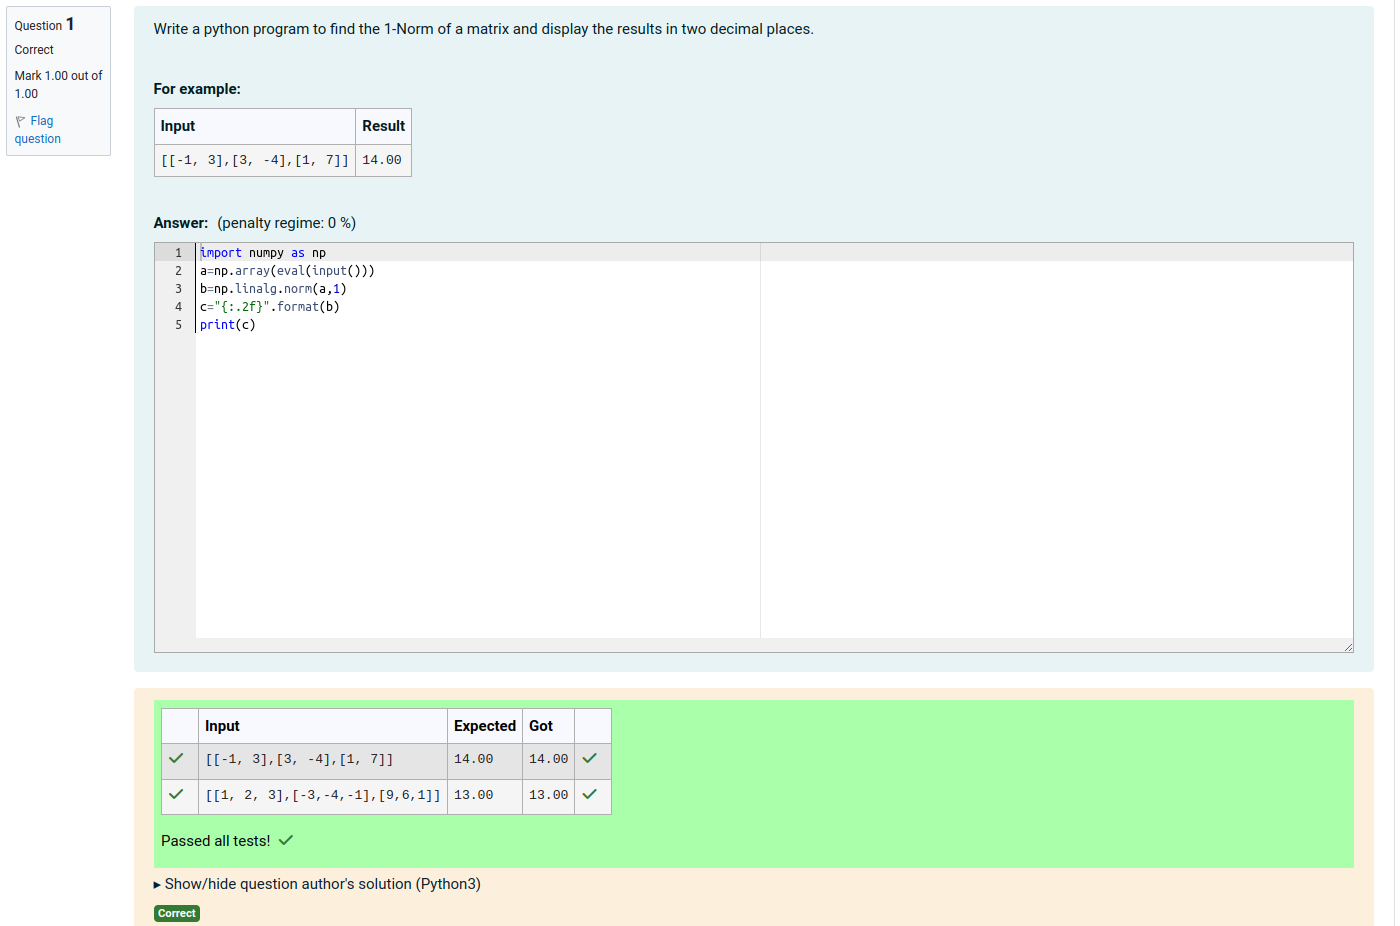 Question 1
Correct
Mark 1.00 out of
1.00
Flag
question
Write a python program to find the 1-Norm of a matrix and display the results in two decimal places.
For example:
Input Result
[[-1, 3],[3, -4],[1, 7]] 14.00
Answer: (penalty regime: 0 %)
1 import numpy as np
2 a=np.array(eval(input()))
3 b=np.linalg.norm(a,1)
4 c="{:.2f}".format(b)
5 print(c)
Input Expected Got
[[-1, 3],[3, -4],[1, 7]] 14.00 14.00
[[1, 2, 3],[-3,-4,-1],[9,6,1]] 13.00 13.00
Passed all tests!
Show/hide question author's solution (Python3)
Correct